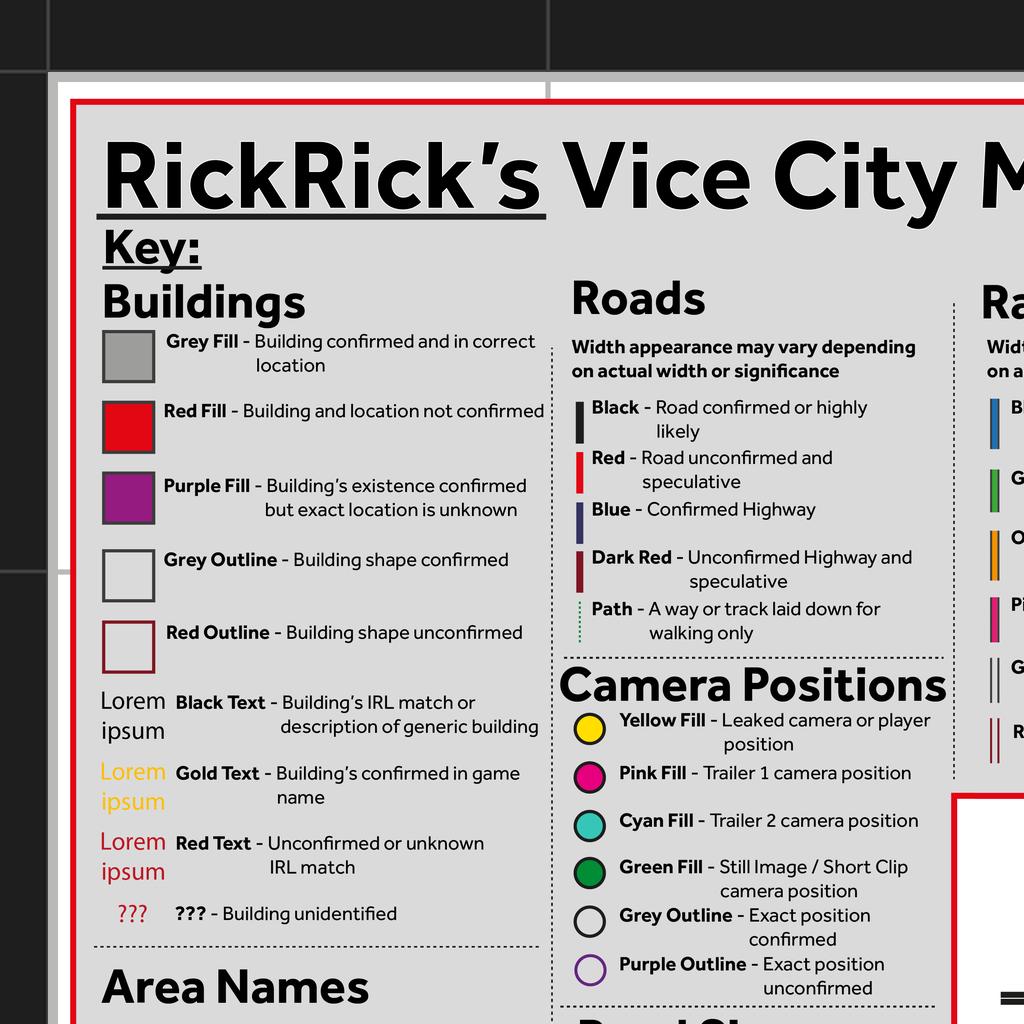 RickRick's Vice City
Key:
Buildings
Grey Fill - Building confirmed and in correct
location
Red Fill - Building and location not confirmed
Purple Fill - Building's existence confirmed
but exact location is unknown
Grey Outline - Building shape confirmed
Red Outline - Building shape unconfirmed
Lorem
ipsum
Black Text - Building's IRL match or
description of generic building
Lorem
ipsum
Gold Text - Building's confirmed in game
name
Lorem
ipsum
Red Text - Unconfirmed or unknown
IRL match
??? ??? - Building unidentified
Area Names
Roads
Width appearance may vary depending
on actual width or significance
Black - Road confirmed or highly
likely
Red - Road unconfirmed and
speculative
Blue - Confirmed Highway
Dark Red - Unconfirmed Highway and
speculative
Path - A way or track laid down for
walking only
Camera Positions
Yellow Fill - Leaked camera or player
position
Pink Fill - Trailer 1 camera position
Cyan Fill - Trailer 2 camera position
Green Fill - Still Image / Short Clip
camera position
Grey Outline - Exact position
confirmed
Purple Outline - Exact position
unconfirmed